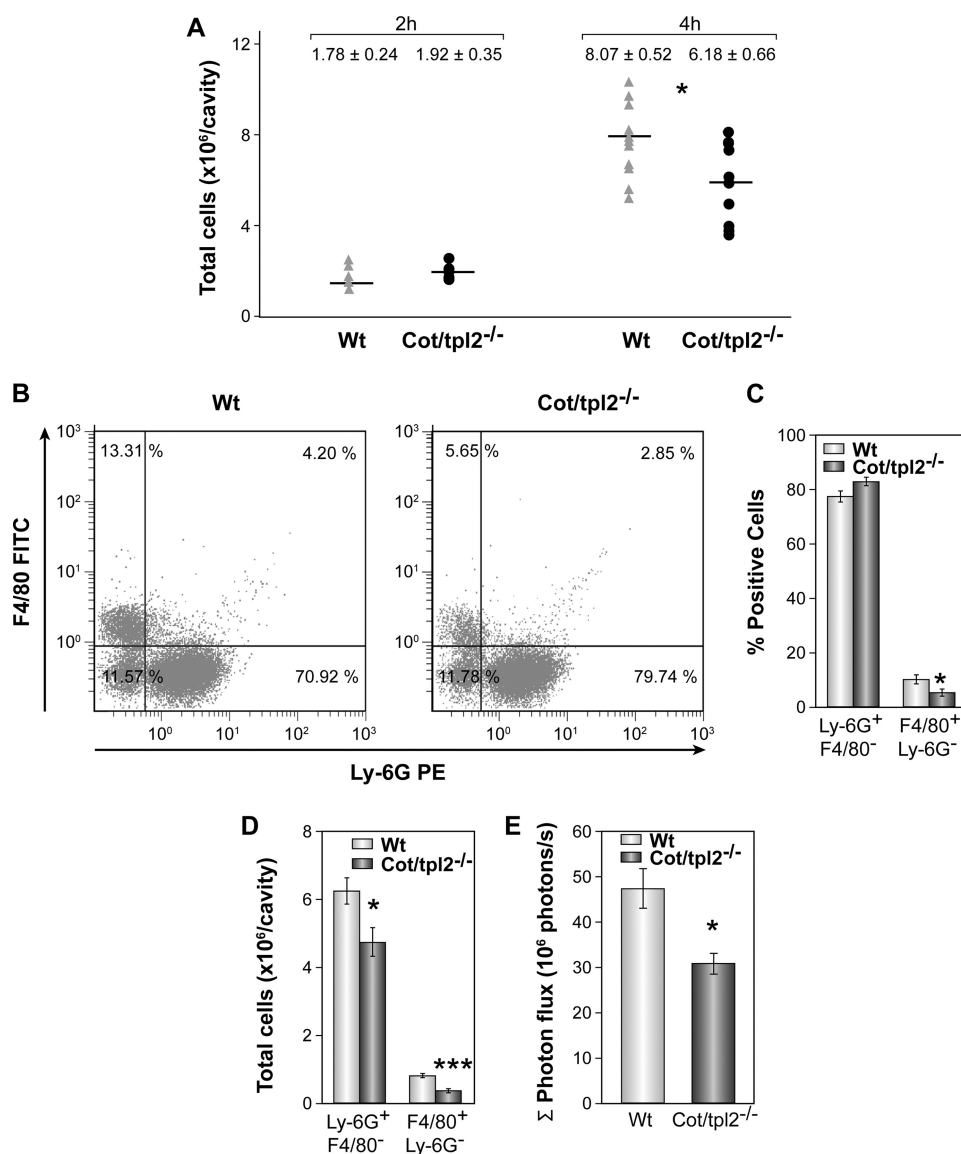 A
2h
4h
1.78 ± 0.24
1.92 ± 0.35
8.07 ± 0.52
6.18 ± 0.66
*
Total cells (x10⁶/cavity)
12
8
4
0
Wt
Cot/tpl2⁻/⁻
Wt
Cot/tpl2⁻/⁻
B
Wt
Cot/tpl2⁻/⁻
F4/80 FITC
10³
10²
10¹
10⁰
13.31 %
4.20 %
11.57 %
70.92 %
10⁰
10¹
10²
10³
10³
10²
10¹
10⁰
5.65 %
2.85 %
11.78 %
79.74 %
10⁰
10¹
10²
10³
Ly-6G PE
C
% Positive Cells
100
80
60
40
20
0
Wt
Cot/tpl2⁻/⁻
*
Ly-6G⁺
F4/80⁻
F4/80⁺
Ly-6G⁻
D
Total cells (x10⁶/cavity)
8
6
4
2
0
Wt
Cot/tpl2⁻/⁻
*
***
Ly-6G⁺
F4/80⁻
F4/80⁺
Ly-6G⁻
E
Σ Photon flux (10⁶ photons/s)
60
50
40
30
20
10
0
Wt
Cot/tpl2⁻/⁻
*
Wt
Cot/tpl2⁻/⁻